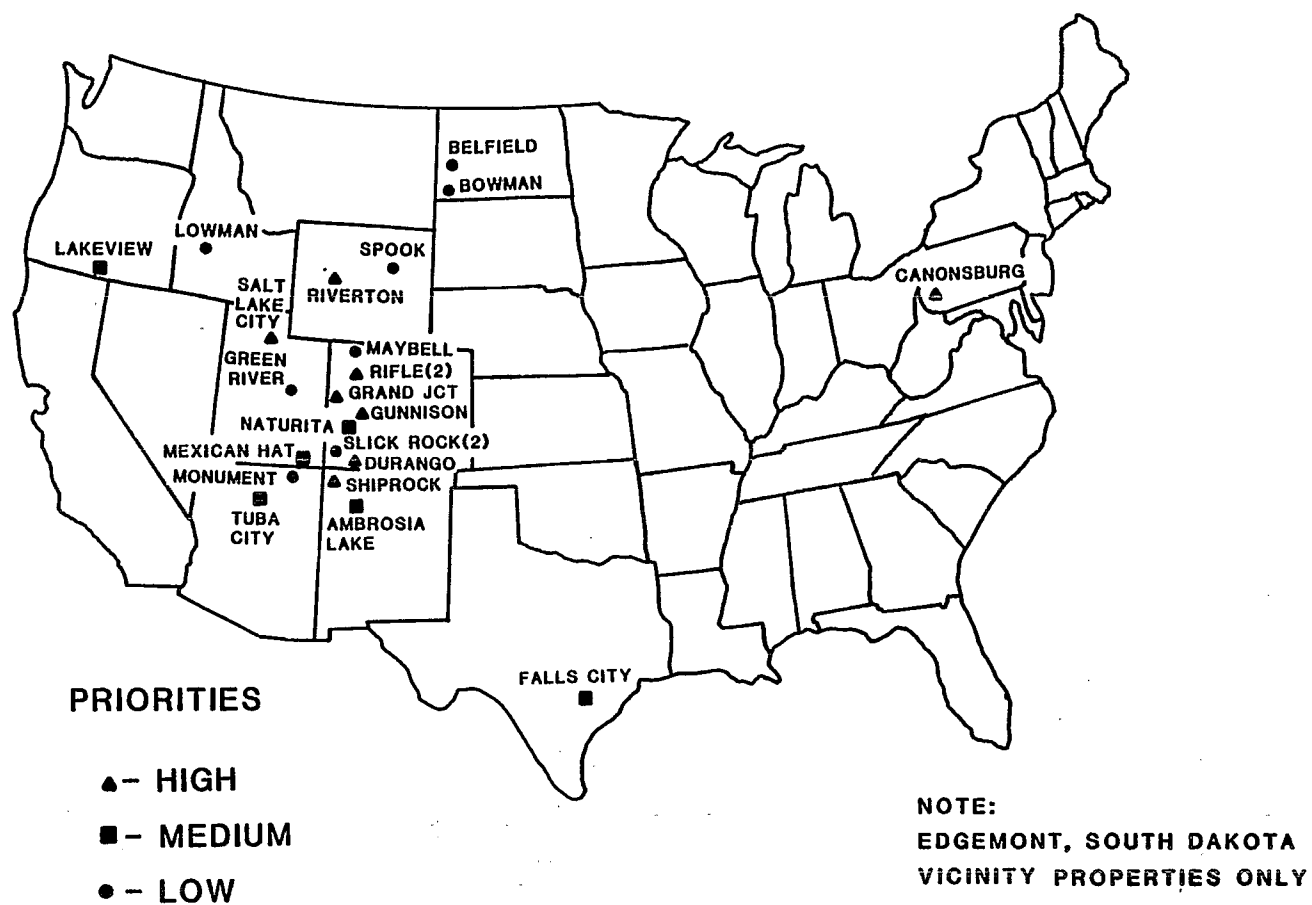 BELFIELD
BOWMAN
LOWMAN
LAKEVIEW
SPOOK
SALT
LAKE
CITY
RIVERTON
CANONSBURG
GREEN
RIVER
MAYBELL
RIFLE(2)
GRAND JCT
GUNNISON
NATURITA
SLICK ROCK(2)
MEXICAN HAT
DURANGO
MONUMENT
SHIPROCK
TUBA
CITY
AMBROSIA
LAKE
FALLS CITY
PRIORITIES
– HIGH
– MEDIUM
– LOW
NOTE:
EDGEMONT, SOUTH DAKOTA
VICINITY PROPERTIES ONLY